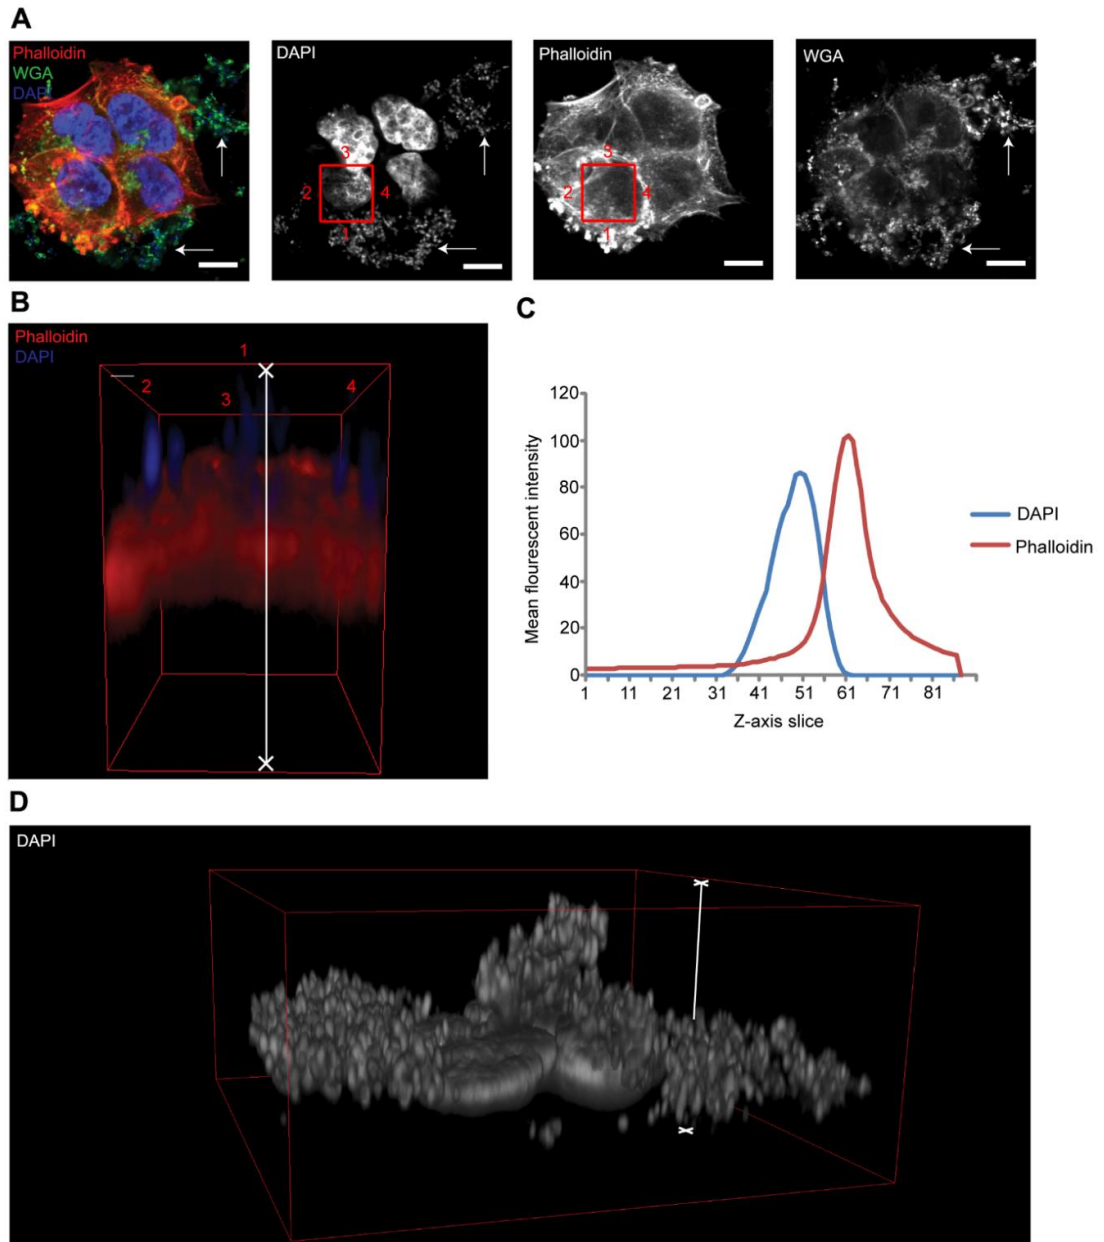 A
Phalloidin
WGA
DAPI
DAPI
3
2 4
1
Phalloidin
3
2 4
1
WGA
B
Phalloidin
DAPI
1
2 4
3
C
120
100
80
60
40
20
0
Mean flourescent intensity
1 11 21 31 41 51 61 71 81
Z-axis slice
DAPI
Phalloidin
D
DAPI